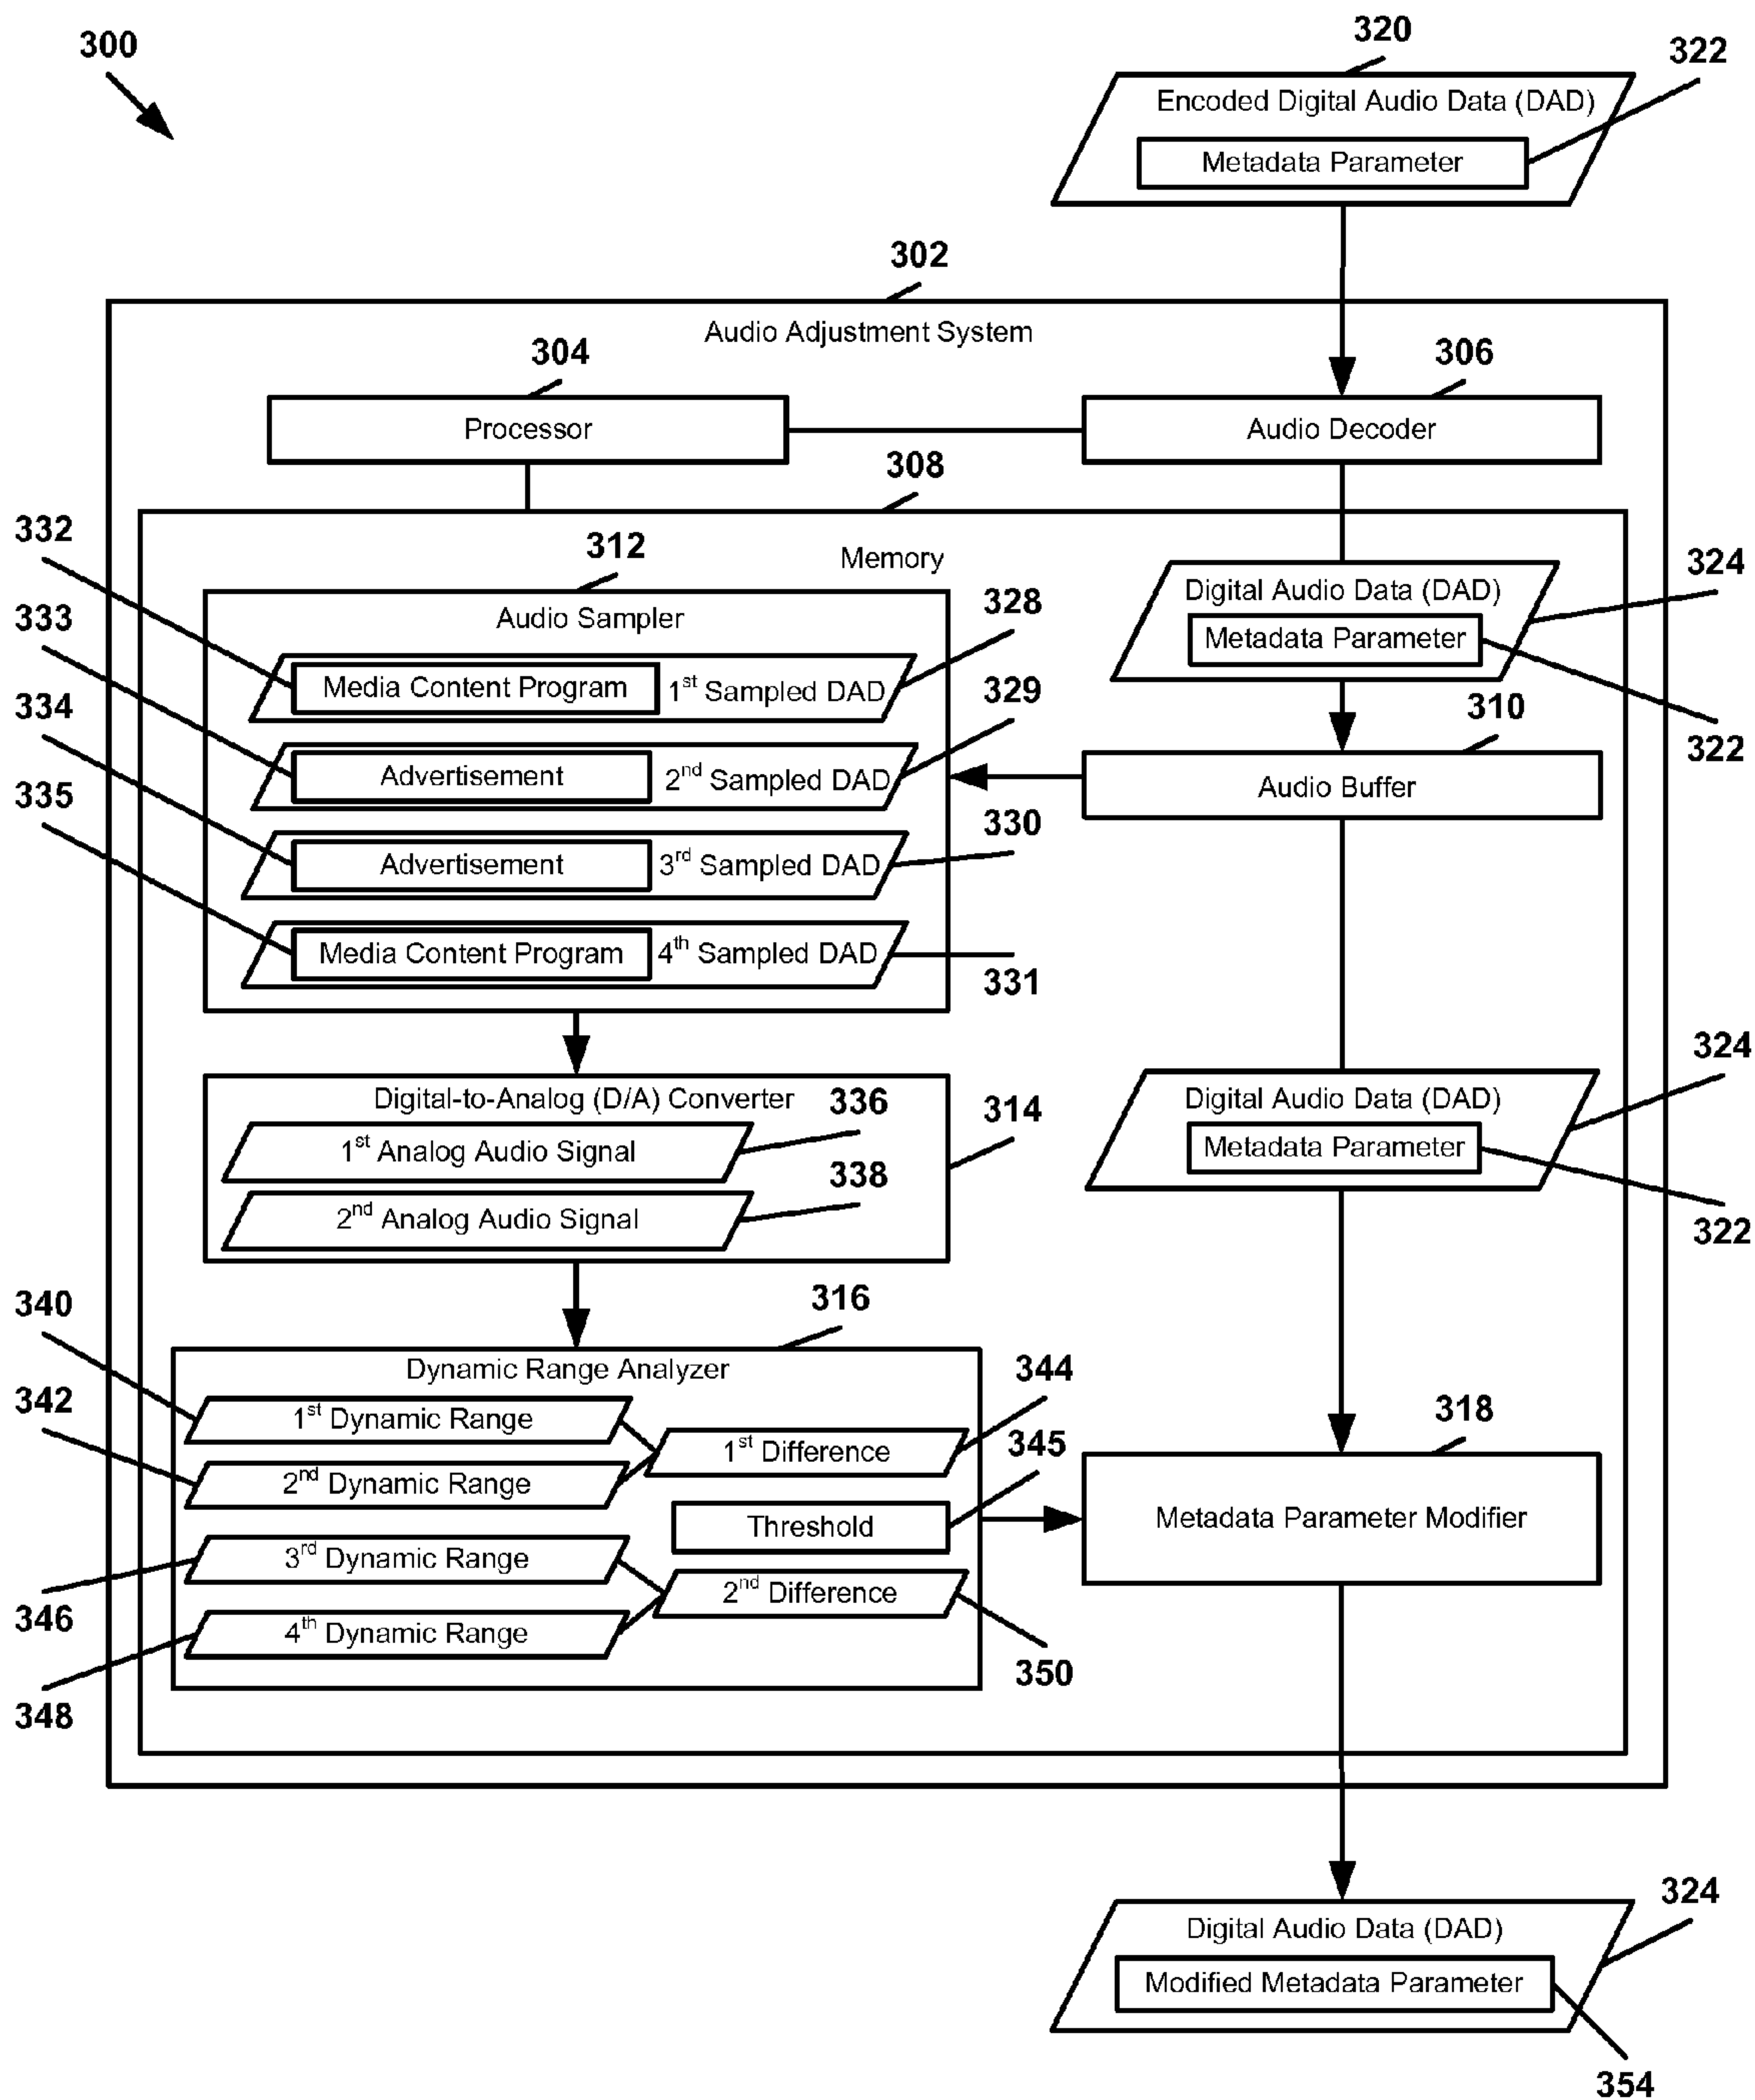 300
320
322
Encoded Digital Audio Data (DAD)
Metadata Parameter
302
Audio Adjustment System
304
306
Processor
Audio Decoder
308
332
312
Memory
324
Digital Audio Data (DAD)
Metadata Parameter
333
Audio Sampler
328
Media Content Program 1st Sampled DAD
329
334
310
322
Advertisement 2nd Sampled DAD
Audio Buffer
335
330
Advertisement 3rd Sampled DAD
Media Content Program 4th Sampled DAD
331
324
Digital-to-Analog (D/A) Converter
336
314
Digital Audio Data (DAD)
1st Analog Audio Signal
Metadata Parameter
338
2nd Analog Audio Signal
322
340
316
Dynamic Range Analyzer
344
342
1st Dynamic Range
318
1st Difference
345
2nd Dynamic Range
Threshold
Metadata Parameter Modifier
3rd Dynamic Range
2nd Difference
346
4th Dynamic Range
350
348
324
Digital Audio Data (DAD)
Modified Metadata Parameter
354